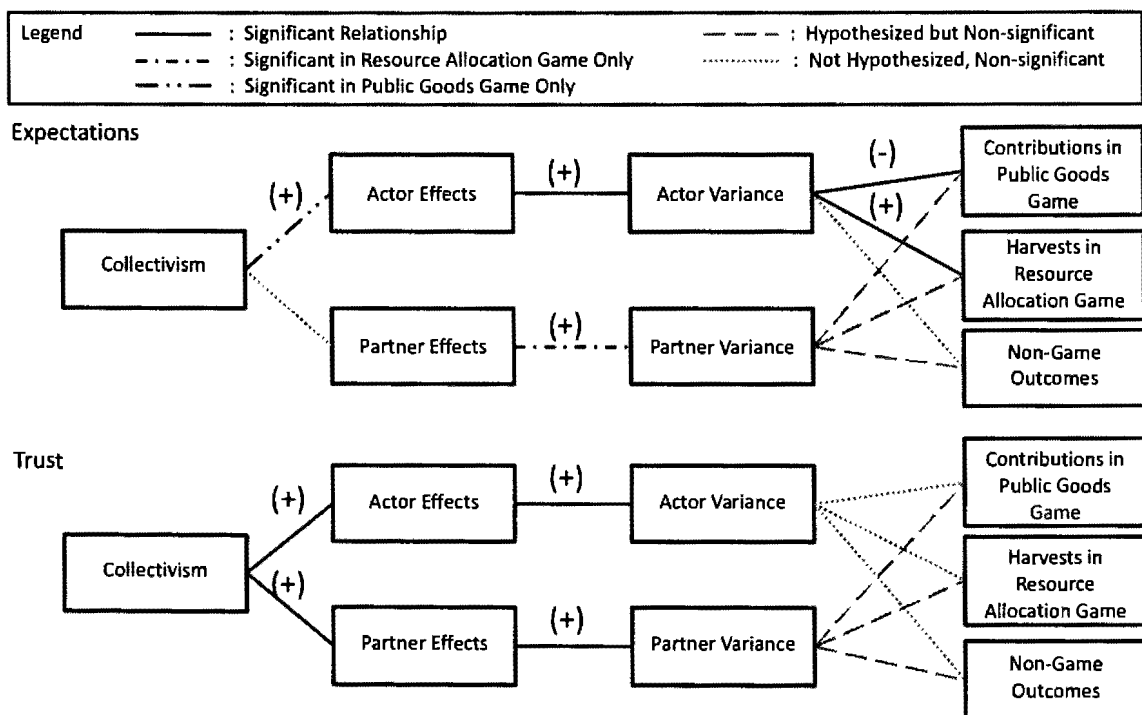 Legend
: Significant Relationship
: Significant in Resource Allocation Game Only
: Significant in Public Goods Game Only
: Hypothesized but Non-significant
: Not Hypothesized, Non-significant
Expectations
Collectivism
(+)
Actor Effects
(+)
Actor Variance
(-)
(+)
Partner Effects
(+)
Partner Variance
Contributions in
Public Goods
Game
Harvests in
Resource
Allocation Game
Non-Game
Outcomes
Trust
Collectivism
(+)
(+)
Actor Effects
(+)
Actor Variance
Partner Effects
(+)
Partner Variance
Contributions in
Public Goods
Game
Harvests in
Resource
Allocation Game
Non-Game
Outcomes